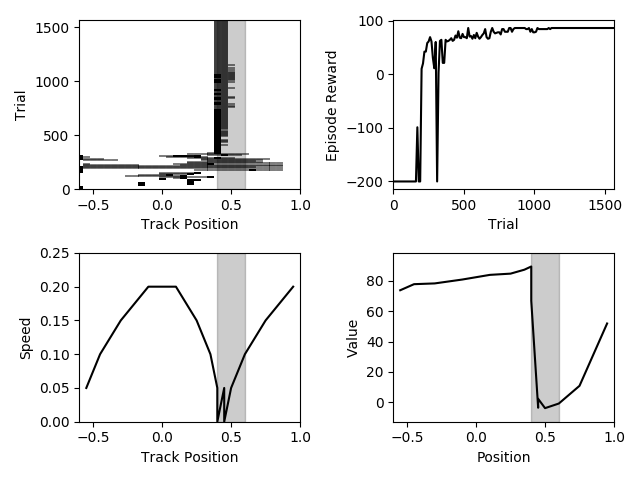 1500
1000
500
0
Trial
−0.5 0.0 0.5 1.0
Track Position
100
0
−100
−200
Episode Reward
0 500 1000 1500
Trial
0.25
0.20
0.15
0.10
0.05
0.00
Speed
−0.5 0.0 0.5 1.0
Track Position
80
60
40
20
0
Value
−0.5 0.0 0.5 1.0
Position